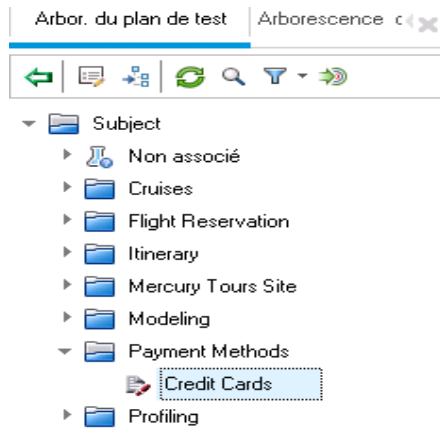 Arbor. du plan de test
Arborescence
Subject
Non associé
Cruises
Flight Reservation
Itinerary
Mercury Tours Site
Modeling
Payment Methods
Credit Cards
Profiling